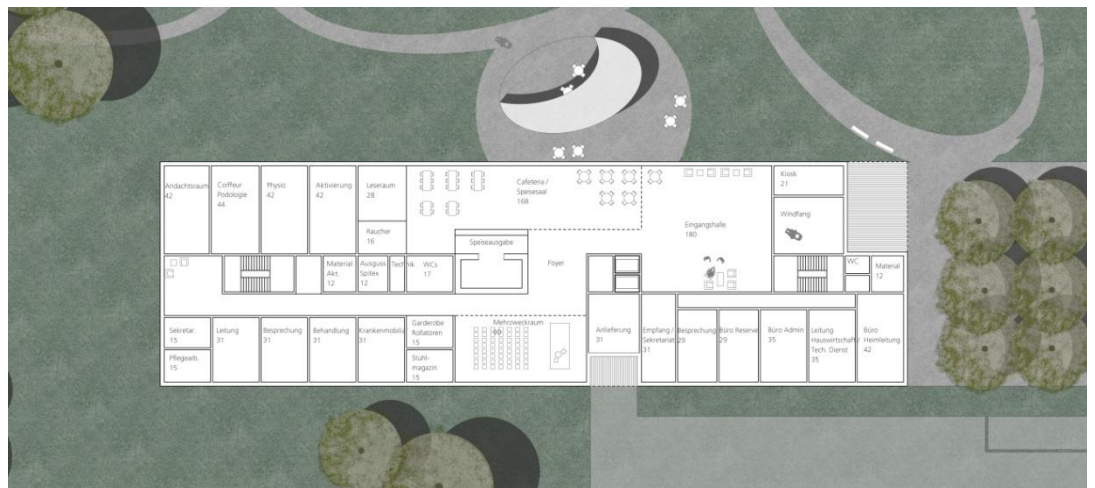 Andachtsraum
42
Coiffeur
Podologie
44
Physio
42
Aktivierung
42
Leseraum
28
Raucher
16
Cafeteria /
Speisesaal
168
Kiosk
21
Windfang
Eingangshalle
180
Speiseausgabe
Foyer
Material
Akt.
12
Ausguss
Spitex
12
Technik
WCs
17
WC
Material
12
Sekretar.
15
Pflegearb.
15
Leitung
31
Besprechung
31
Behandlung
31
Krankenmobilia
31
Garderobe
Rollatoren
15
Stuhl-
magazin
15
Mehrzweckraum
Anlieferung
31
Empfang /
Sekretariat
31
Besprechung
29
Büro Reserve
29
Büro Admin
35
Leitung
Hauswirtschaft /
Tech. Dienst
35
Büro
Heimleitung
42